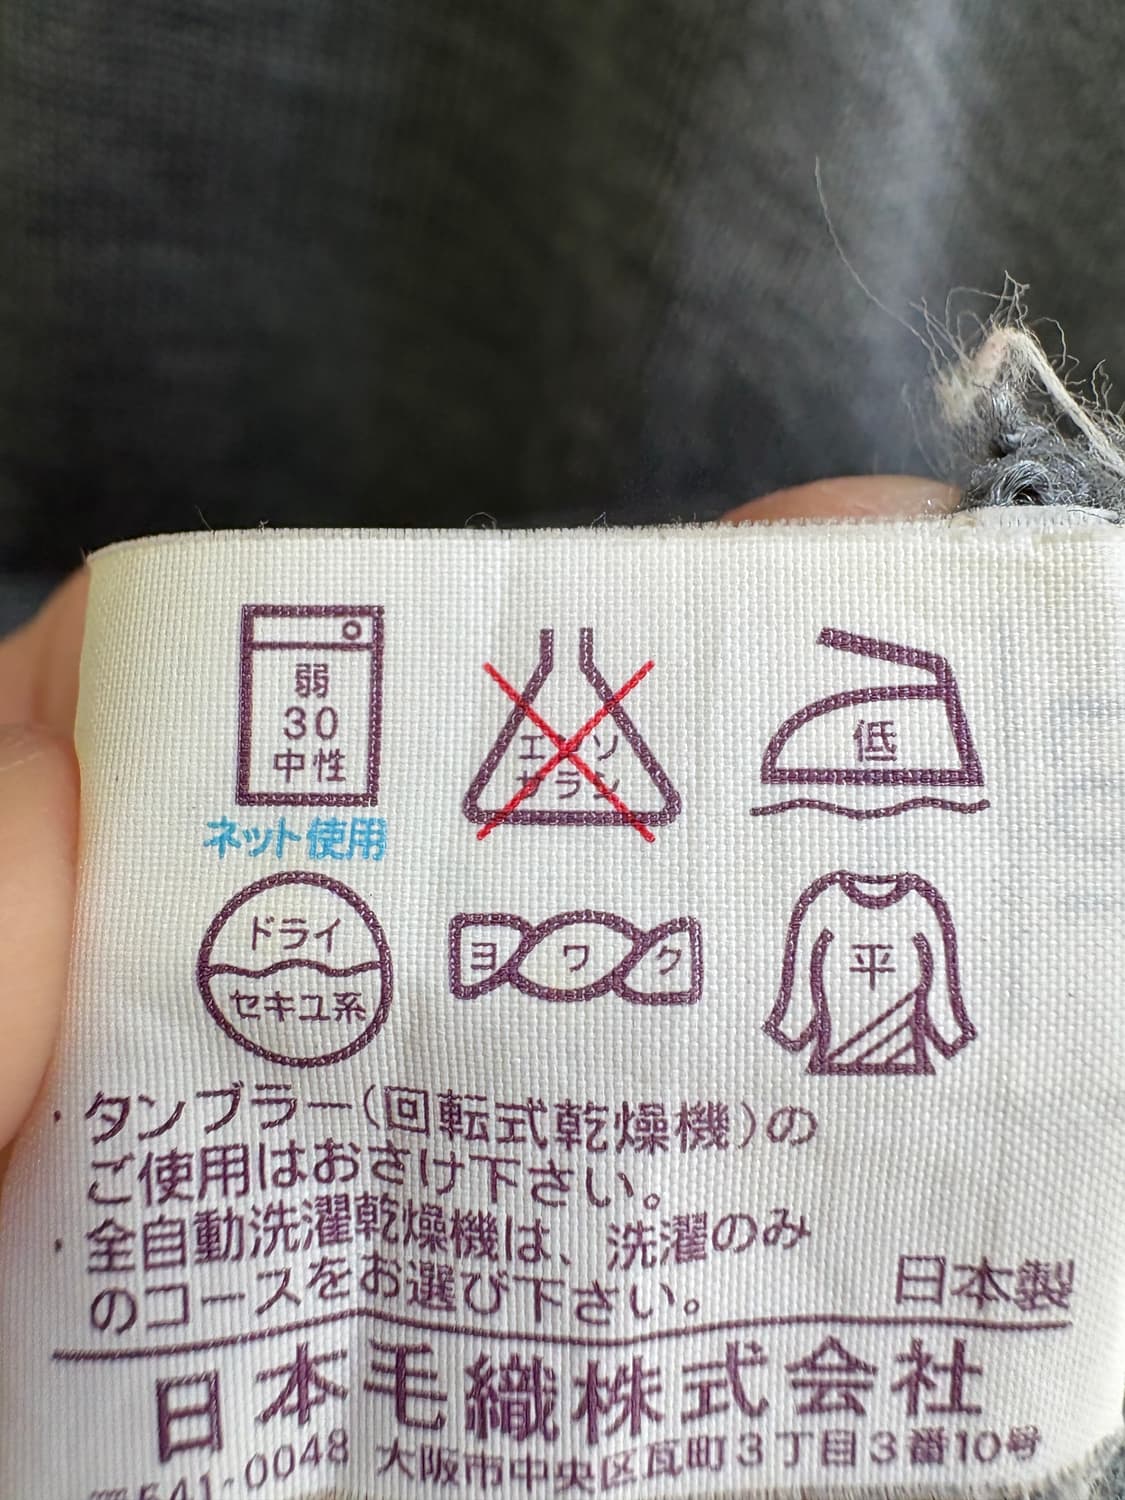 弱
30
中性
ネット使用
エンソ
サラシ
低
ドライ
セキユ系
ヨワク
平
・タンブラー(回転式乾燥機)の
ご使用はおさけ下さい。
・全自動洗濯乾燥機は、洗濯のみ
のコースをお選び下さい。
日本製
日本毛織株式会社
〒541-0048 大阪市中央区瓦町3丁目3番10号